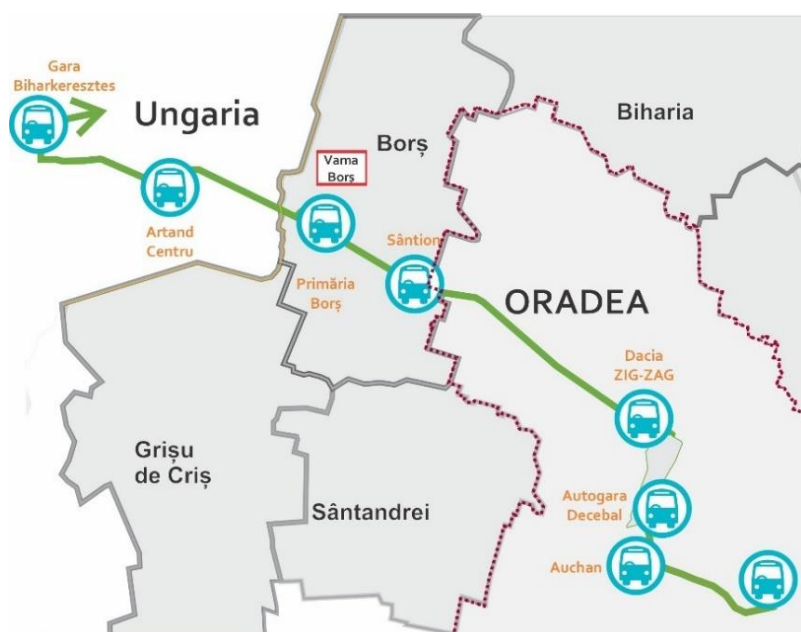 Gara
Biharkeresztes
Ungaria
Biharia
Vama
Borș
Borș
Artand
Centru
Sântion
Primăria
Borș
ORADEA
Dacia
ZIG-ZAG
Grișu
de Criș
Autogara
Decebal
Sântandrei
Auchan